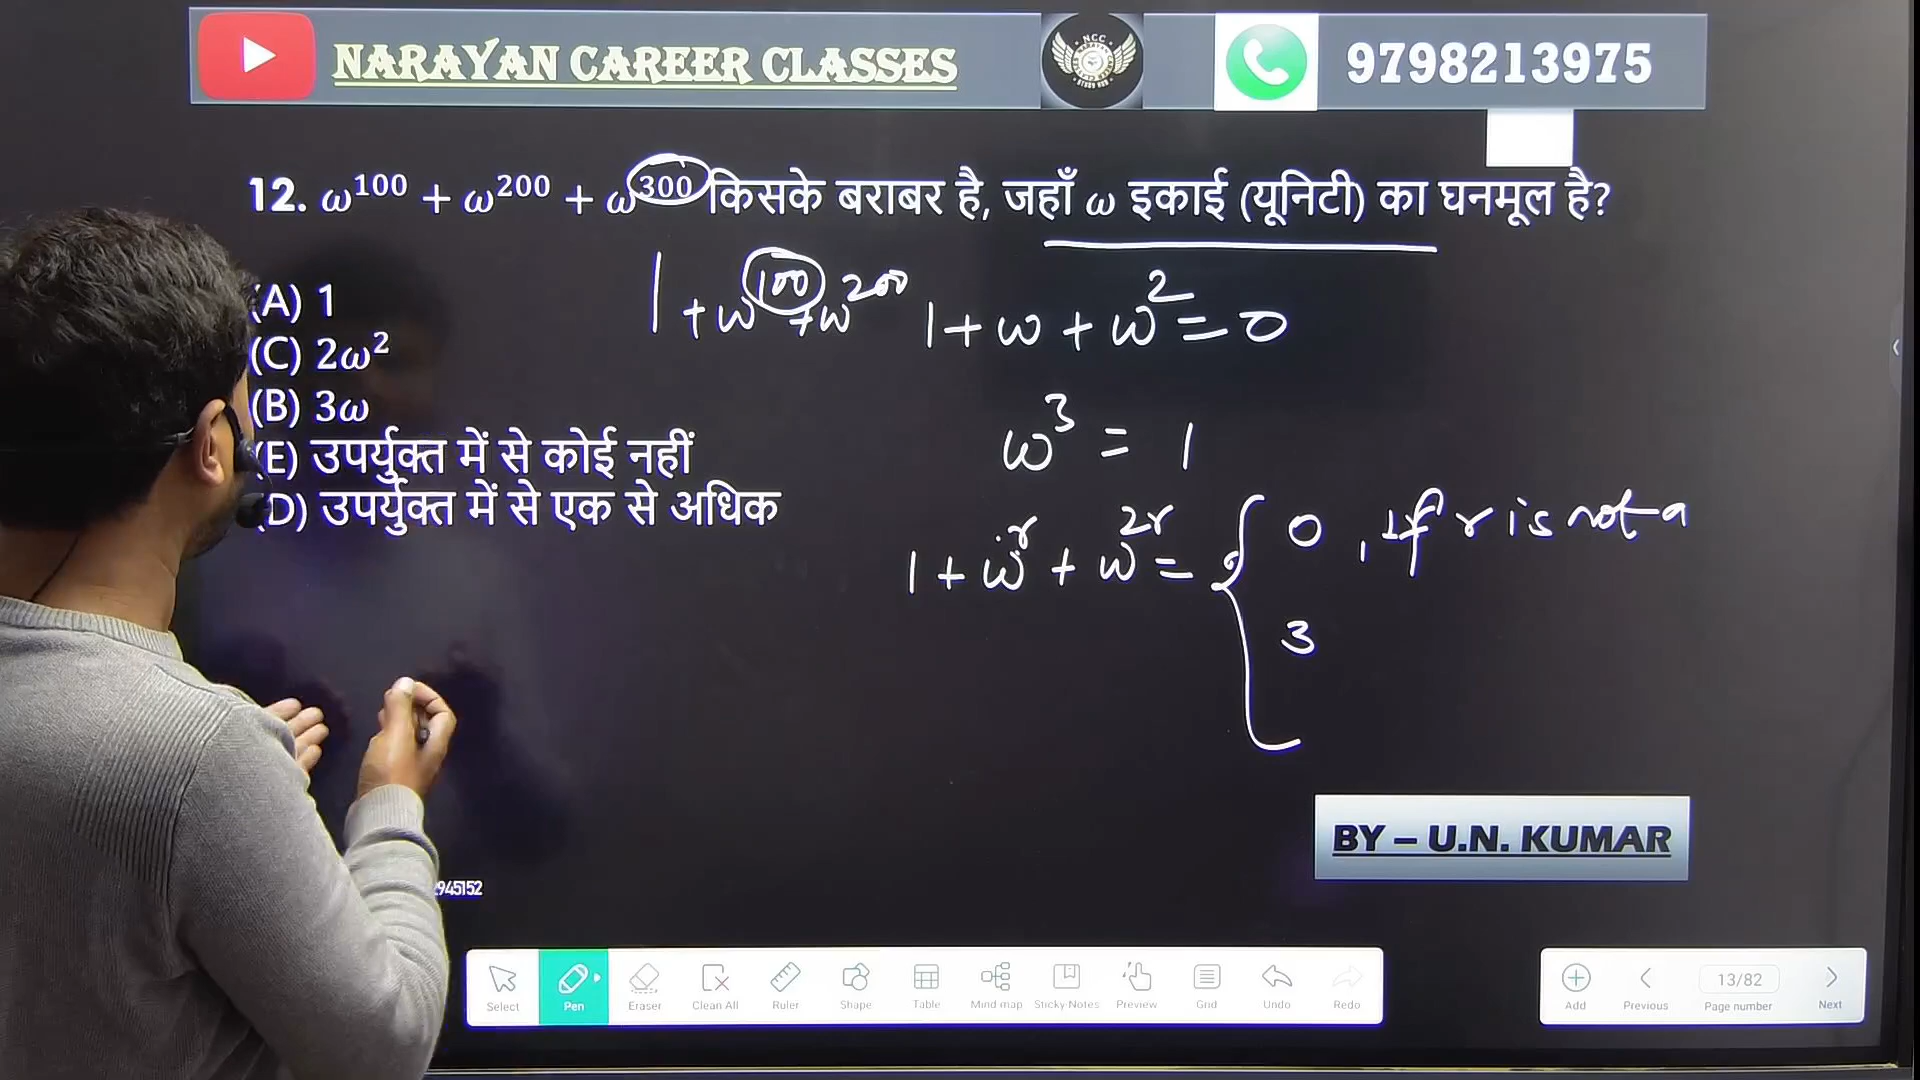 NARAYAN CAREER CLASSES
NCC
9798213975
12. ω¹⁰⁰ + ω²⁰⁰ + ω³⁰⁰ किसके बराबर है, जहाँ ω इकाई (यूनिटी) का घनमूल है?
1 + ω¹⁰⁰ + ω²⁰⁰
1 + ω + ω² = 0
(A) 1
(C) 2ω²
(B) 3ω
(E) उपर्युक्त में से कोई नहीं
(D) उपर्युक्त में से एक से अधिक
ω³ = 1
1 + ωʳ + ω²ʳ = { 0 , If r is not a
3
BY – U.N. KUMAR
945152
Select
Pen
Eraser
Clean All
Ruler
Shape
Table
Mind map
Sticky-Notes
Preview
Grid
Undo
Redo
Add
Previous
13/82
Page number
Next